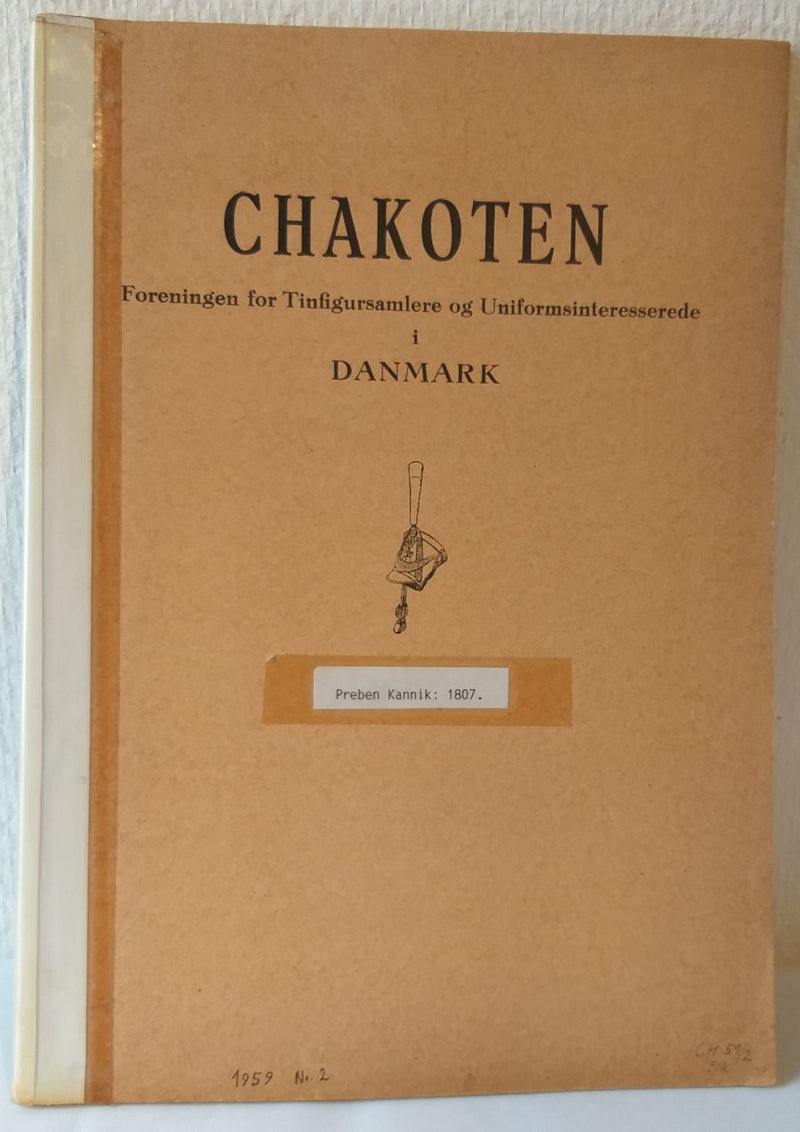 CHAKOTEN
Foreningen for Tinfigursamlere og Uniformsinteresserede
i
DANMARK
Preben Kannik: 1807.
1959 Nr. 2
CH 59/2